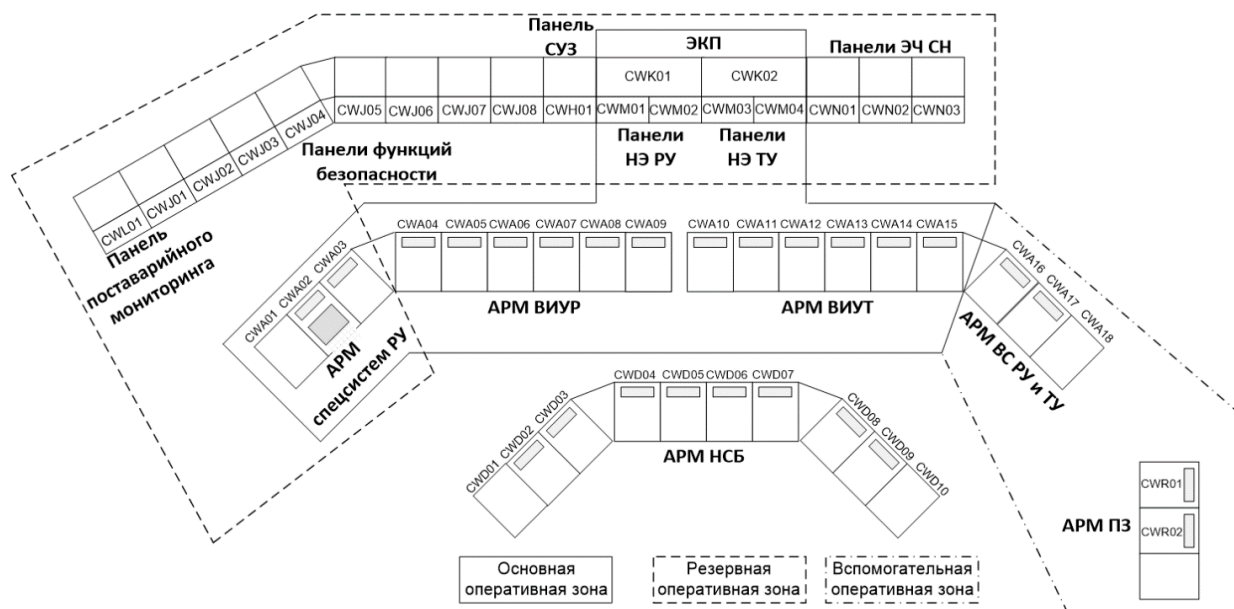 Панель
СУЗ
ЭКП
Панели ЭЧ СН
CWK01
CWK02
CWL01
CWJ01
CWJ02
CWJ03
CWJ04
CWJ05
CWJ06
CWJ07
CWJ08
CWH01
CWM01
CWM02
CWM03
CWM04
CWN01
CWN02
CWN03
Панели
НЭ РУ
Панели
НЭ ТУ
Панели функций
безопасности
Панель
поставарийного
мониторинга
CWA01
CWA02
CWA03
CWA04
CWA05
CWA06
CWA07
CWA08
CWA09
CWA10
CWA11
CWA12
CWA13
CWA14
CWA15
CWA16
CWA17
CWA18
АРМ
спецсистем РУ
АРМ ВИУР
АРМ ВИУТ
АРМ ВС РУ и ТУ
CWD01
CWD02
CWD03
CWD04
CWD05
CWD06
CWD07
CWD08
CWD09
CWD10
АРМ НСБ
АРМ ПЗ
CWR01
CWR02
Основная
оперативная зона
Резервная
оперативная зона
Вспомогательная
оперативная зона